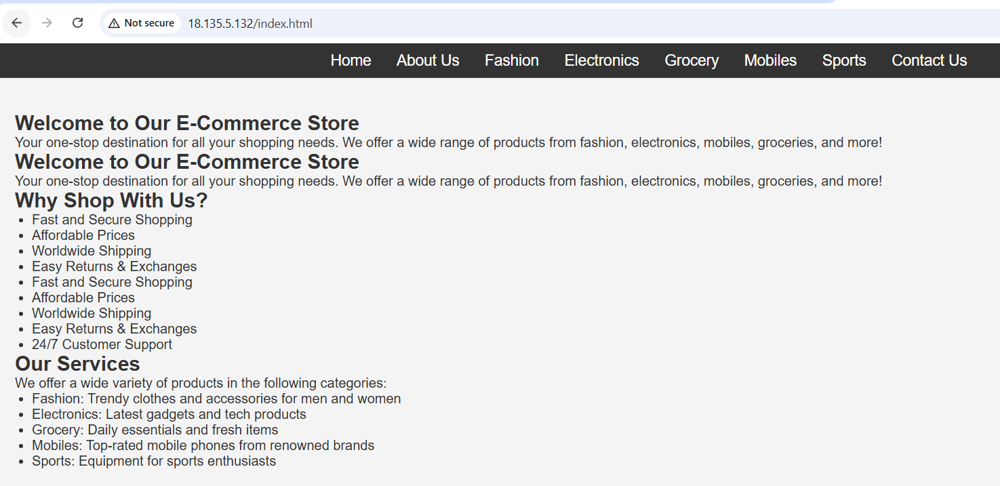 Not secure 18.135.5.132/index.html
Home About Us Fashion Electronics Grocery Mobiles Sports Contact Us
Welcome to Our E-Commerce Store
Your one-stop destination for all your shopping needs. We offer a wide range of products from fashion, electronics, mobiles, groceries, and more!
Welcome to Our E-Commerce Store
Your one-stop destination for all your shopping needs. We offer a wide range of products from fashion, electronics, mobiles, groceries, and more!
Why Shop With Us?
• Fast and Secure Shopping
• Affordable Prices
• Worldwide Shipping
• Easy Returns & Exchanges
• Fast and Secure Shopping
• Affordable Prices
• Worldwide Shipping
• Easy Returns & Exchanges
• 24/7 Customer Support
Our Services
We offer a wide variety of products in the following categories:
• Fashion: Trendy clothes and accessories for men and women
• Electronics: Latest gadgets and tech products
• Grocery: Daily essentials and fresh items
• Mobiles: Top-rated mobile phones from renowned brands
• Sports: Equipment for sports enthusiasts